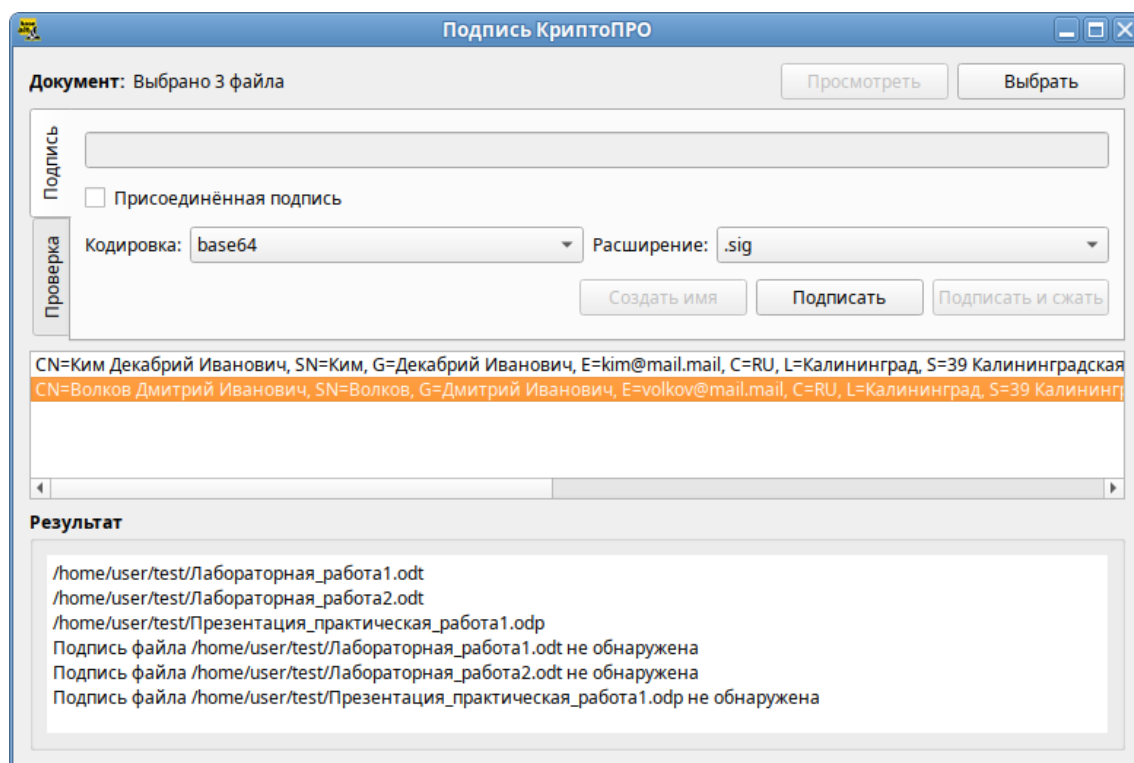 Подпись КриптоПРО
Документ: Выбрано 3 файла
Просмотреть
Выбрать
Подпись
Присоединённая подпись
Проверка
Кодировка: base64
Расширение: .sig
Создать имя
Подписать
Подписать и сжать
CN=Ким Декабрий Иванович, SN=Ким, G=Декабрий Иванович, E=kim@mail.mail, C=RU, L=Калининград, S=39 Калининградская
CN=Волков Дмитрий Иванович, SN=Волков, G=Дмитрий Иванович, E=volkov@mail.mail, C=RU, L=Калининград, S=39 Калинингр
Результат
/home/user/test/Лабораторная_работа1.odt
/home/user/test/Лабораторная_работа2.odt
/home/user/test/Презентация_практическая_работа1.odp
Подпись файла /home/user/test/Лабораторная_работа1.odt не обнаружена
Подпись файла /home/user/test/Лабораторная_работа2.odt не обнаружена
Подпись файла /home/user/test/Презентация_практическая_работа1.odp не обнаружена